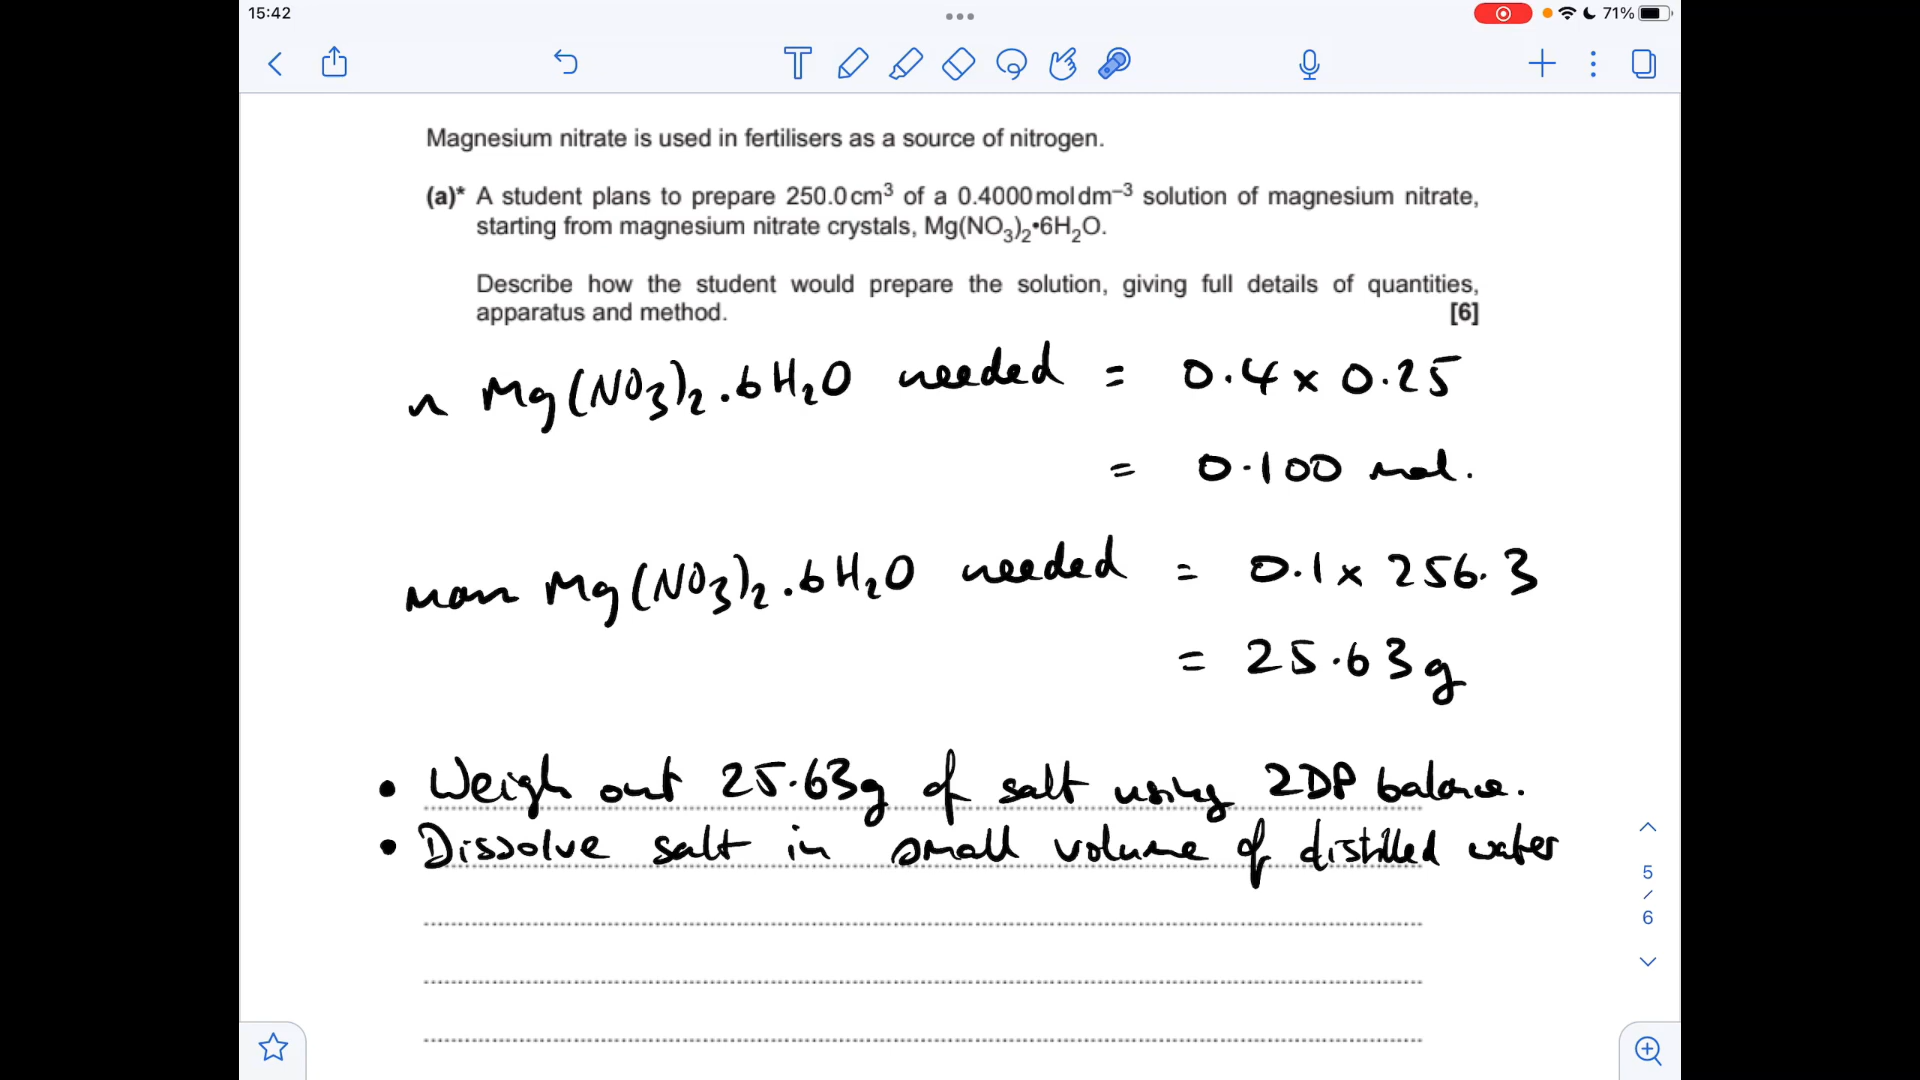 15:42
71%
Magnesium nitrate is used in fertilisers as a source of nitrogen.
(a)* A student plans to prepare 250.0 cm³ of a 0.4000 mol dm⁻³ solution of magnesium nitrate,
starting from magnesium nitrate crystals, Mg(NO₃)₂•6H₂O.
Describe how the student would prepare the solution, giving full details of quantities,
apparatus and method. [6]
n Mg(NO₃)₂.6H₂O needed = 0.4 x 0.25
= 0.100 mol.
mass Mg(NO₃)₂.6H₂O needed = 0.1 x 256.3
= 25.63g
• Weigh out 25.63g of salt using 2DP balance.
• Dissolve salt in small volume of distilled water
5
/
6